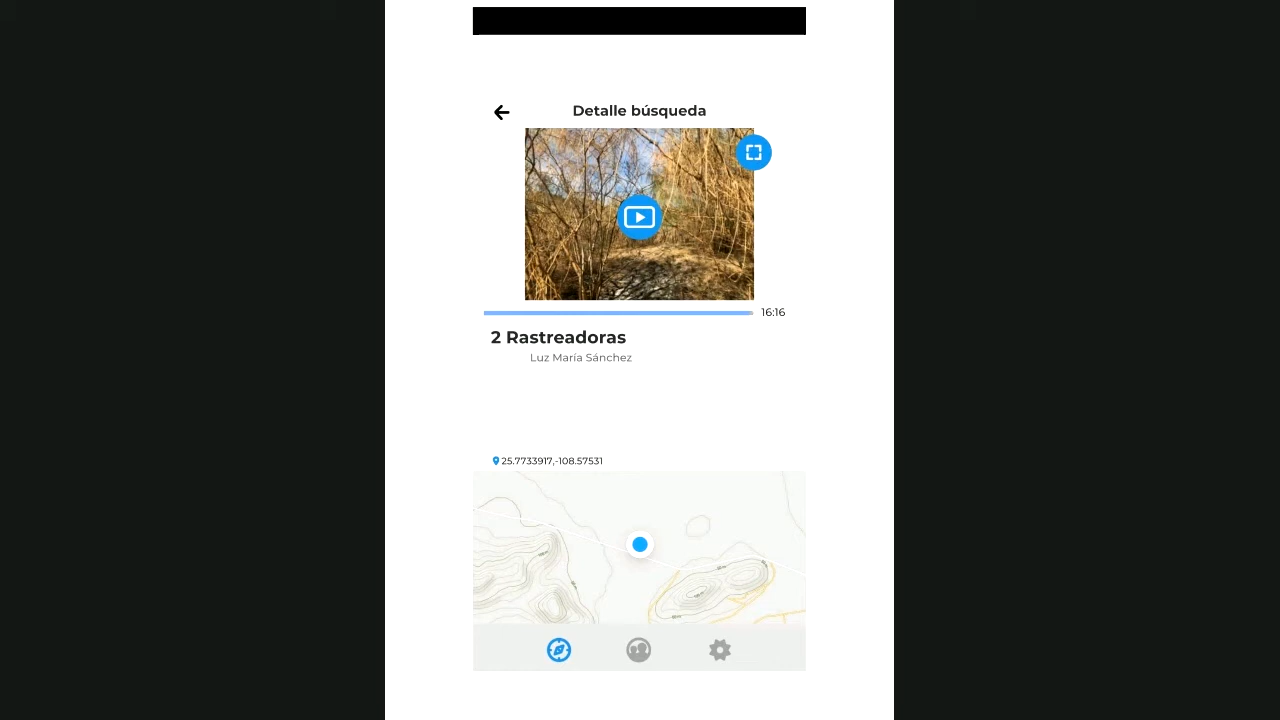 Detalle búsqueda
16:16
2 Rastreadoras
Luz María Sánchez
25.7733917,-108.57531